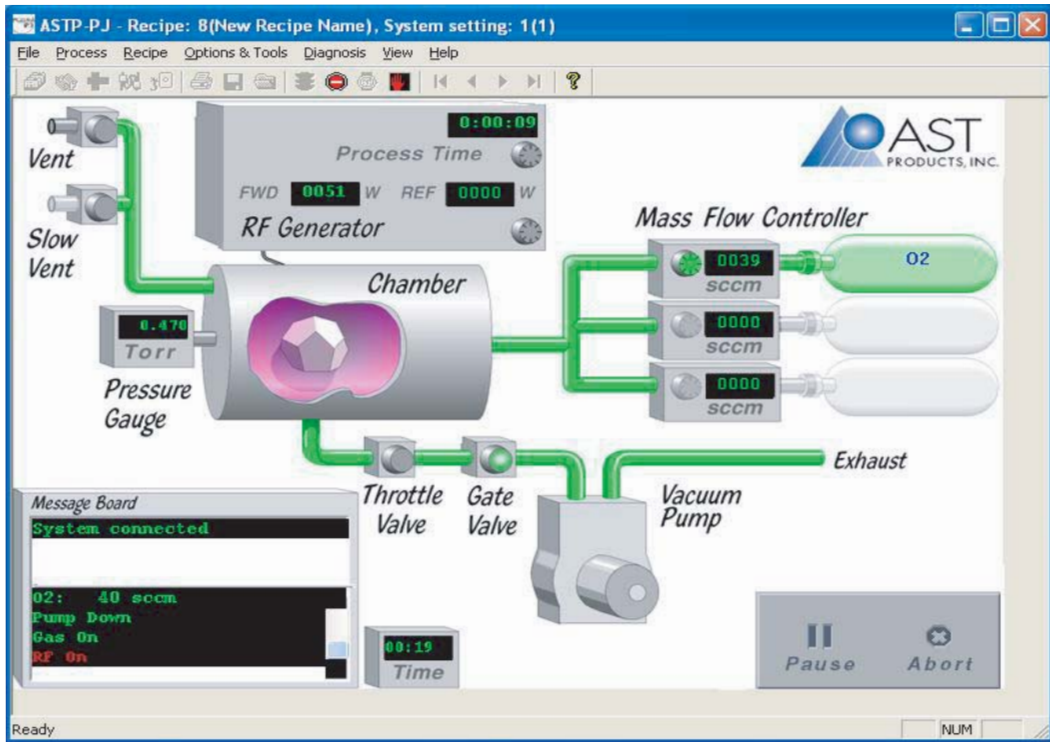 ASTP-PJ - Recipe: 8(New Recipe Name), System setting: 1(1)
File Process Recipe Options & Tools Diagnosis View Help
Vent
Slow
Vent
0:00:09
Process Time
FWD 0051 W REF 0000 W
RF Generator
AST
PRODUCTS, INC.
Mass Flow Controller
0039
sccm
O2
0000
sccm
0000
sccm
Chamber
0.470
Torr
Pressure
Gauge
Throttle
Valve
Gate
Valve
Vacuum
Pump
Exhaust
Message Board
System connected
O2: 40 sccm
Pump Down
Gas On
RF On
00:19
Time
Pause Abort
Ready NUM